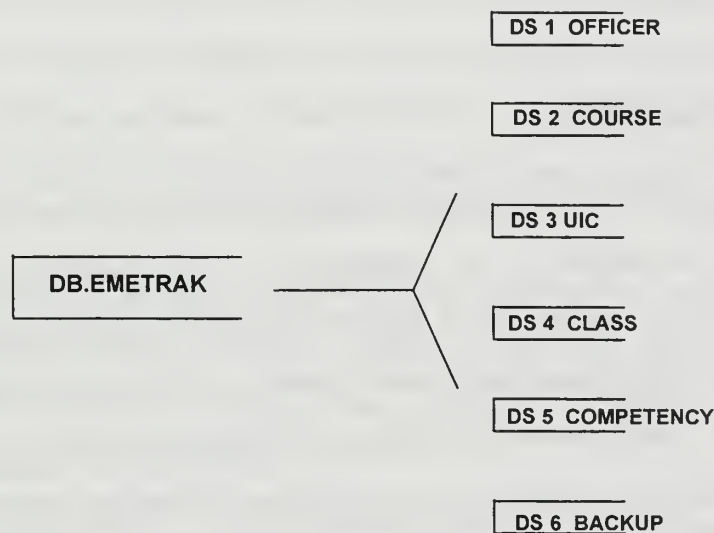 DS 1 OFFICER
DS 2 COURSE
DS 3 UIC
DB.EMETRAK
DS 4 CLASS
DS 5 COMPETENCY
DS 6 BACKUP